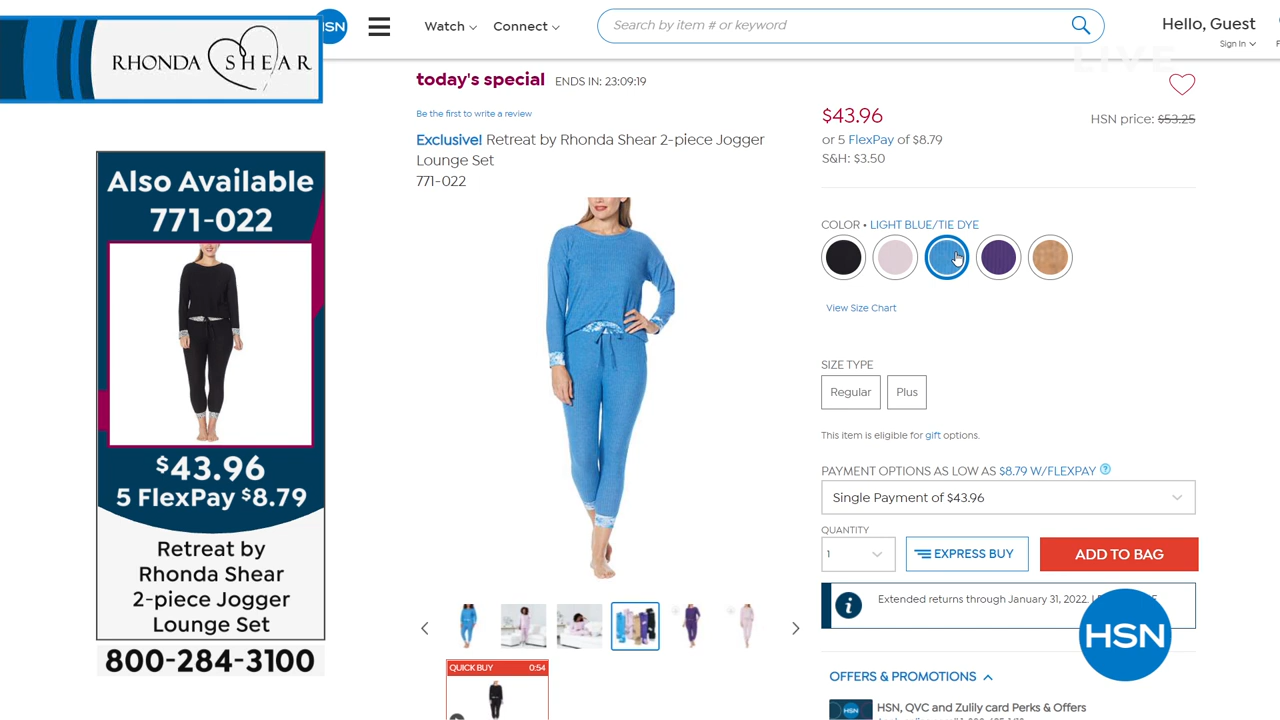 RHONDA SHEAR
HSN
Watch
Connect
Search by item # or keyword
Hello, Guest
Sign In
LIVE
today's special
ENDS IN: 23:09:19
Be the first to write a review
Exclusive! Retreat by Rhonda Shear 2-piece Jogger
Lounge Set
771-022
$43.96
HSN price: $53.25
or 5 FlexPay of $8.79
S&H: $3.50
COLOR • LIGHT BLUE/TIE DYE
View Size Chart
SIZE TYPE
Regular
Plus
This item is eligible for gift options.
PAYMENT OPTIONS AS LOW AS $8.79 W/FLEXPAY ?
Single Payment of $43.96
QUANTITY
1
EXPRESS BUY
ADD TO BAG
Extended returns through January 31, 2022.
HSN
OFFERS & PROMOTIONS
HSN
HSN, QVC and Zulily card Perks & Offers
QUICK BUY 0:54
Also Available
771-022
$43.96
5 FlexPay $8.79
Retreat by
Rhonda Shear
2-piece Jogger
Lounge Set
800-284-3100